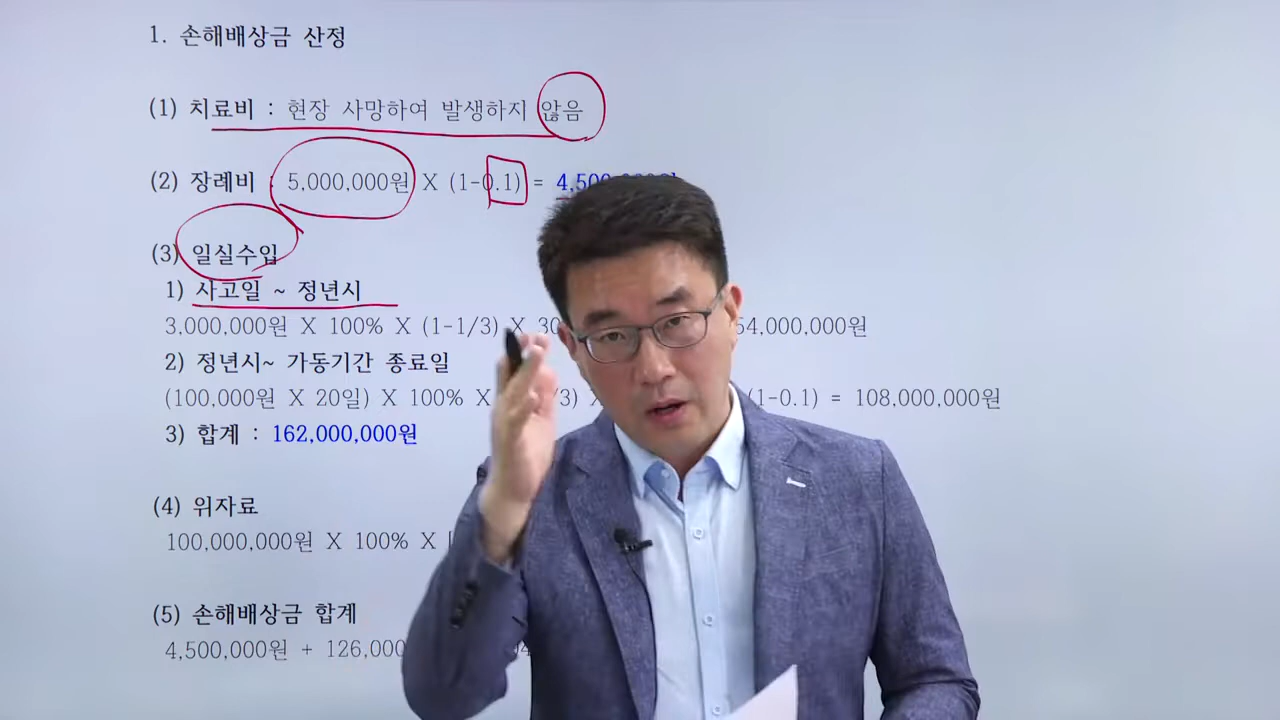 1. 손해배상금 산정
(1) 치료비 : 현장 사망하여 발생하지 않음
(2) 장례비 : 5,000,000원 X (1-0.1) = 4,50
(3) 일실수입
1) 사고일 ~ 정년시
3,000,000원 X 100% X (1-1/3) X 30 54,000,000원
2) 정년시~ 가동기간 종료일
(100,000원 X 20일) X 100% X /3) (1-0.1) = 108,000,000원
3) 합계 : 162,000,000원
(4) 위자료
100,000,000원 X 100% X
(5) 손해배상금 합계
4,500,000원 + 126,000